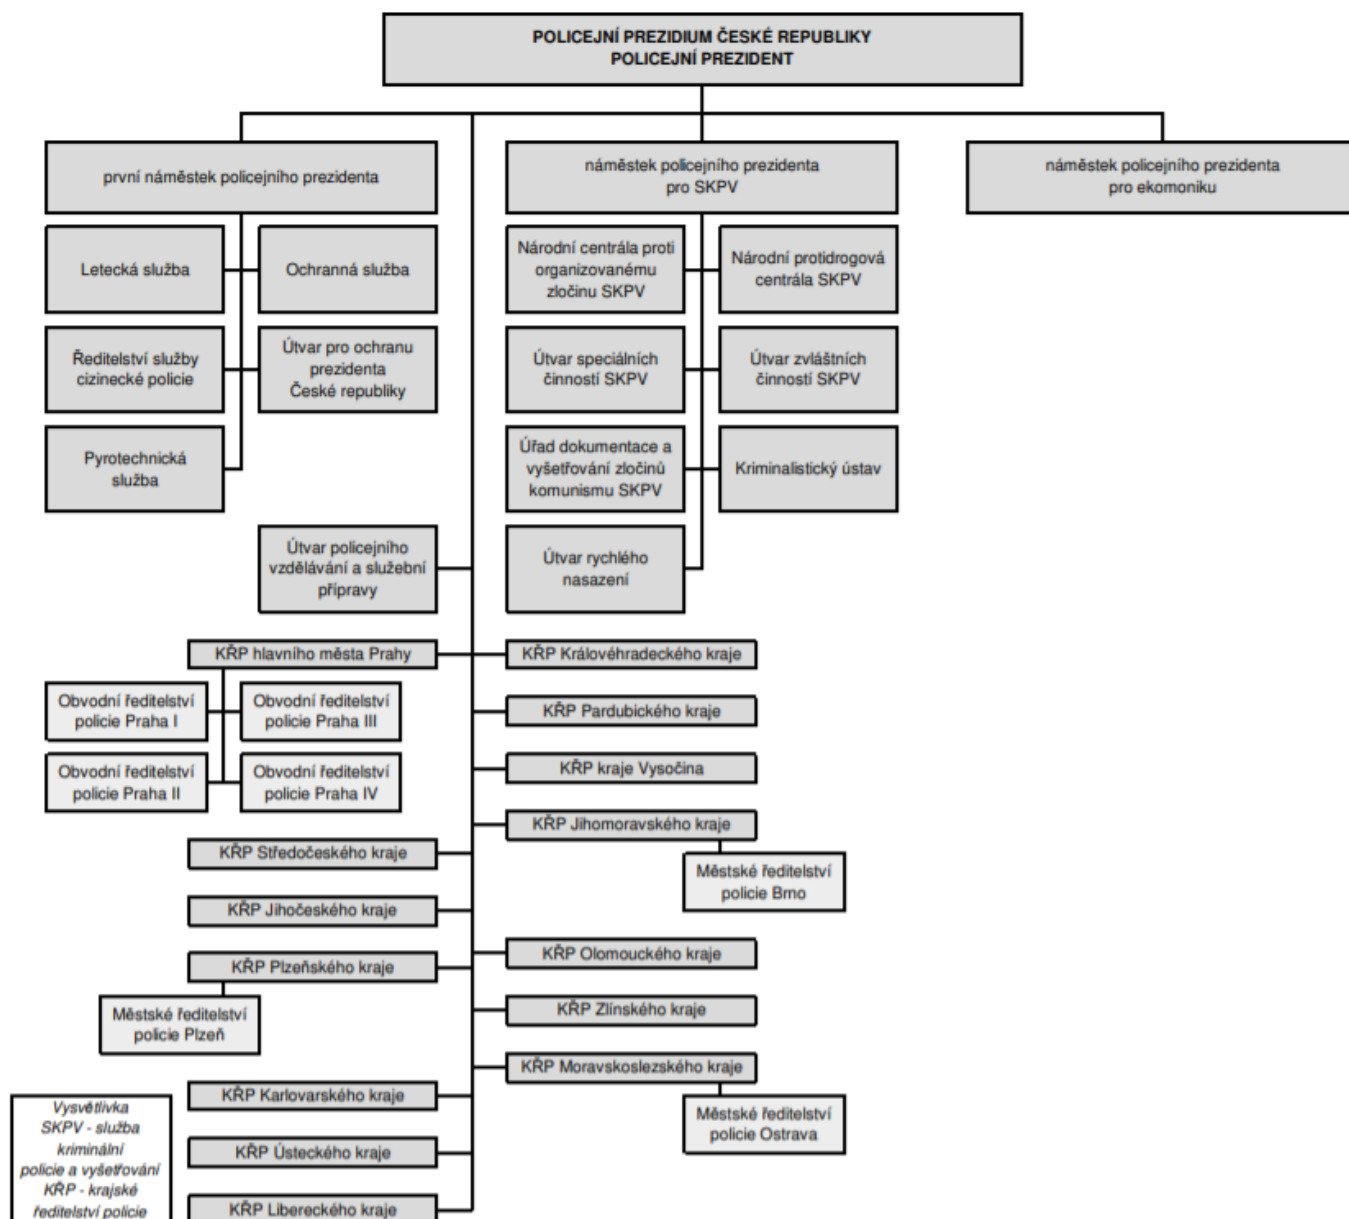 POLICEJNÍ PREZIDIUM ČESKÉ REPUBLIKY
POLICEJNÍ PREZIDENT
první náměstek policejního prezidenta
náměstek policejního prezidenta
pro SKPV
náměstek policejního prezidenta
pro ekomoniku
Letecká služba
Ochranná služba
Ředitelství služby
cizinecké policie
Útvar pro ochranu
prezidenta
České republiky
Pyrotechnická
služba
Národní centrála proti
organizovanému
zločinu SKPV
Národní protidrogová
centrála SKPV
Útvar speciálních
činností SKPV
Útvar zvláštních
činností SKPV
Úřad dokumentace a
vyšetřování zločinů
komunismu SKPV
Kriminalistický ústav
Útvar rychlého
nasazení
Útvar policejního
vzdělávání a služební
přípravy
KŘP hlavního města Prahy
Obvodní ředitelství
policie Praha I
Obvodní ředitelství
policie Praha III
Obvodní ředitelství
policie Praha II
Obvodní ředitelství
policie Praha IV
KŘP Středočeského kraje
KŘP Jihočeského kraje
KŘP Plzeňského kraje
Městské ředitelství
policie Plzeň
KŘP Karlovarského kraje
KŘP Ústeckého kraje
KŘP Libereckého kraje
KŘP Královéhradeckého kraje
KŘP Pardubického kraje
KŘP kraje Vysočina
KŘP Jihomoravského kraje
Městské ředitelství
policie Brno
KŘP Olomouckého kraje
KŘP Zlínského kraje
KŘP Moravskoslezského kraje
Městské ředitelství
policie Ostrava
Vysvětlivka
SKPV - služba
kriminální
policie a vyšetřování
KŘP - krajské
ředitelství policie